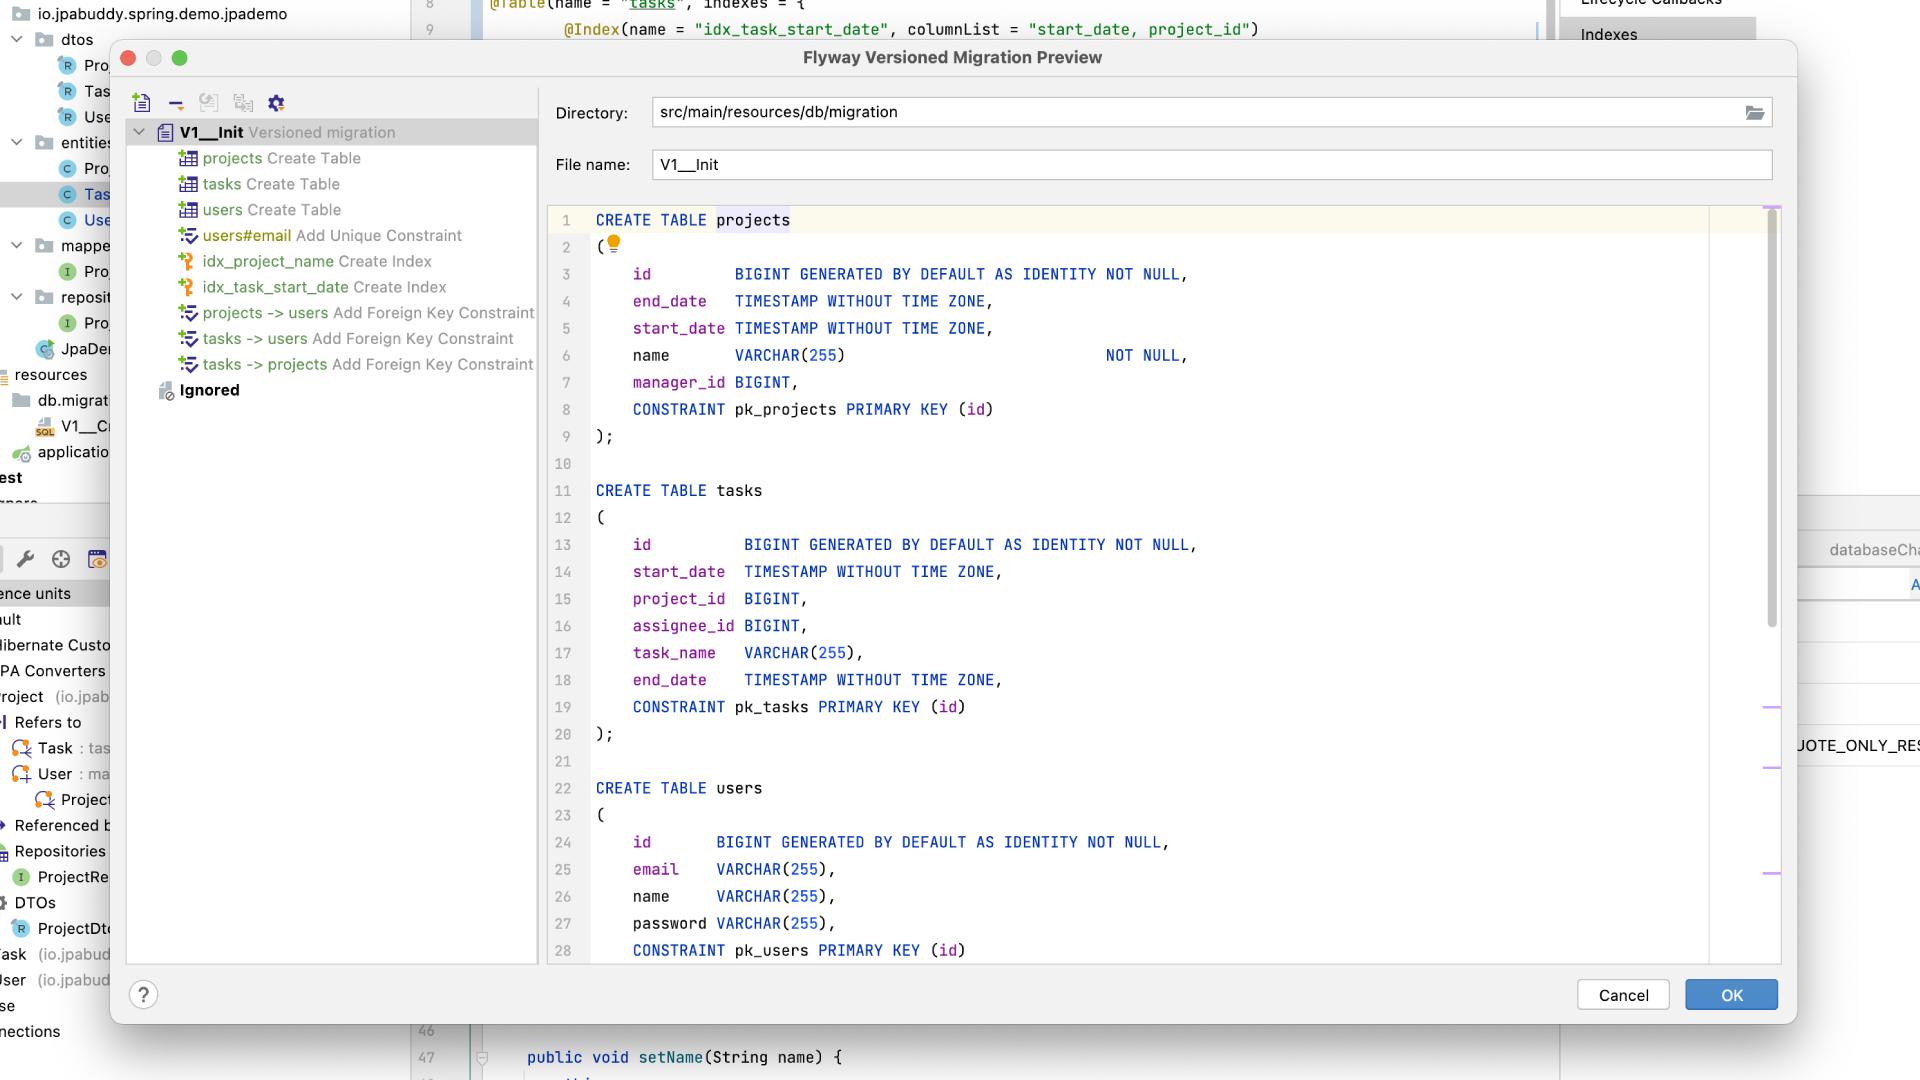 io.jpabuddy.spring.demo.jpademo
dtos
Pro
Tas
Use
entities
Pro
Tas
Use
mappe
Pro
reposit
Pro
JpaDer
resources
db.migrat
V1__Cr
SQL
applicatio
est
8
@Table(name = "tasks", indexes = {
9
@Index(name = "idx_task_start_date", columnList = "start_date, project_id")
Lifecycle Callbacks
Indexes
Flyway Versioned Migration Preview
V1__Init Versioned migration
projects Create Table
tasks Create Table
users Create Table
users#email Add Unique Constraint
idx_project_name Create Index
idx_task_start_date Create Index
projects -> users Add Foreign Key Constraint
tasks -> users Add Foreign Key Constraint
tasks -> projects Add Foreign Key Constraint
Ignored
Directory: src/main/resources/db/migration
File name: V1__Init
1 CREATE TABLE projects
2 (
3 id BIGINT GENERATED BY DEFAULT AS IDENTITY NOT NULL,
4 end_date TIMESTAMP WITHOUT TIME ZONE,
5 start_date TIMESTAMP WITHOUT TIME ZONE,
6 name VARCHAR(255) NOT NULL,
7 manager_id BIGINT,
8 CONSTRAINT pk_projects PRIMARY KEY (id)
9 );
10
11 CREATE TABLE tasks
12 (
13 id BIGINT GENERATED BY DEFAULT AS IDENTITY NOT NULL,
14 start_date TIMESTAMP WITHOUT TIME ZONE,
15 project_id BIGINT,
16 assignee_id BIGINT,
17 task_name VARCHAR(255),
18 end_date TIMESTAMP WITHOUT TIME ZONE,
19 CONSTRAINT pk_tasks PRIMARY KEY (id)
20 );
21
22 CREATE TABLE users
23 (
24 id BIGINT GENERATED BY DEFAULT AS IDENTITY NOT NULL,
25 email VARCHAR(255),
26 name VARCHAR(255),
27 password VARCHAR(255),
28 CONSTRAINT pk_users PRIMARY KEY (id)
? Cancel OK
ence units
ault
Hibernate Custo
PA Converters
roject (io.jpab
Refers to
Task : tas
User : ma
Project
Referenced b
Repositories
ProjectRe
DTOs
ProjectDto
ask (io.jpabud
User (io.jpabud
se
nections
databaseCha
A
UOTE_ONLY_RES
46
47 public void setName(String name) {